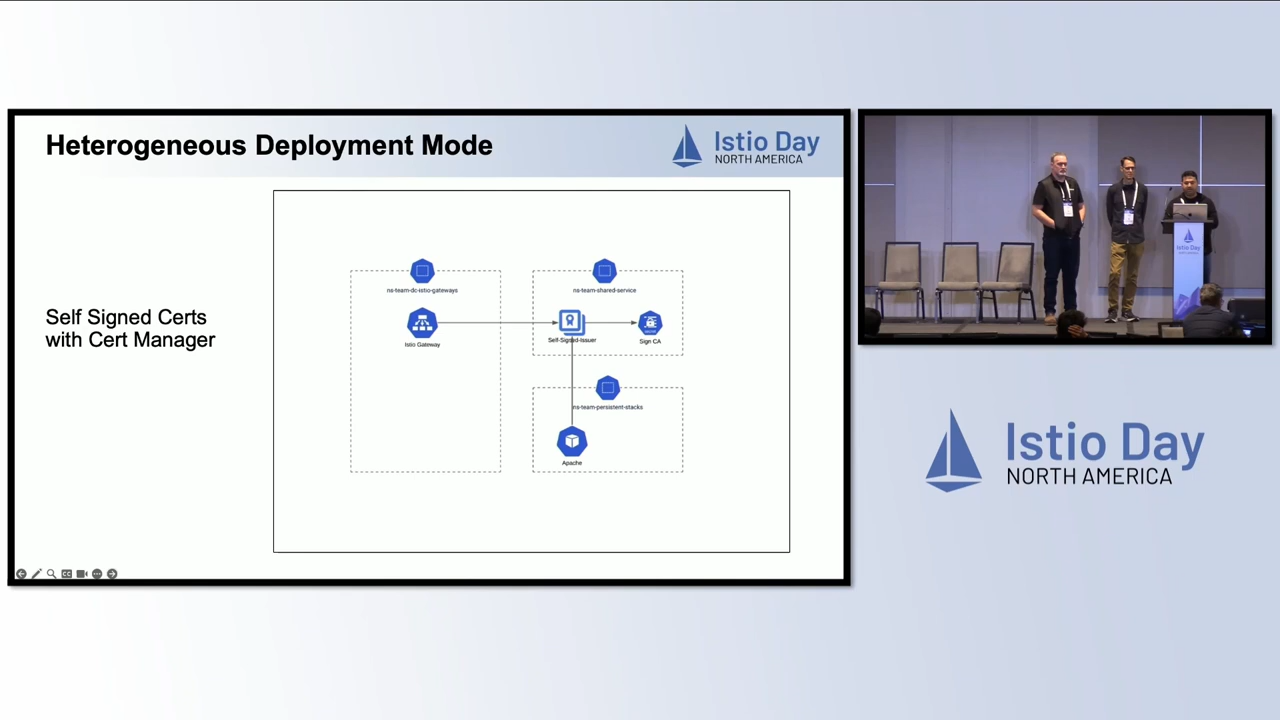 Heterogeneous Deployment Mode
Istio Day
NORTH AMERICA
Self Signed Certs
with Cert Manager
ns-team-dc-istio-gateways
Istio Gateway
ns-team-shared-service
Self-Signed-Issuer
Sign CA
ns-team-persistent-stacks
Apache
Istio Day
Istio Day
NORTH AMERICA